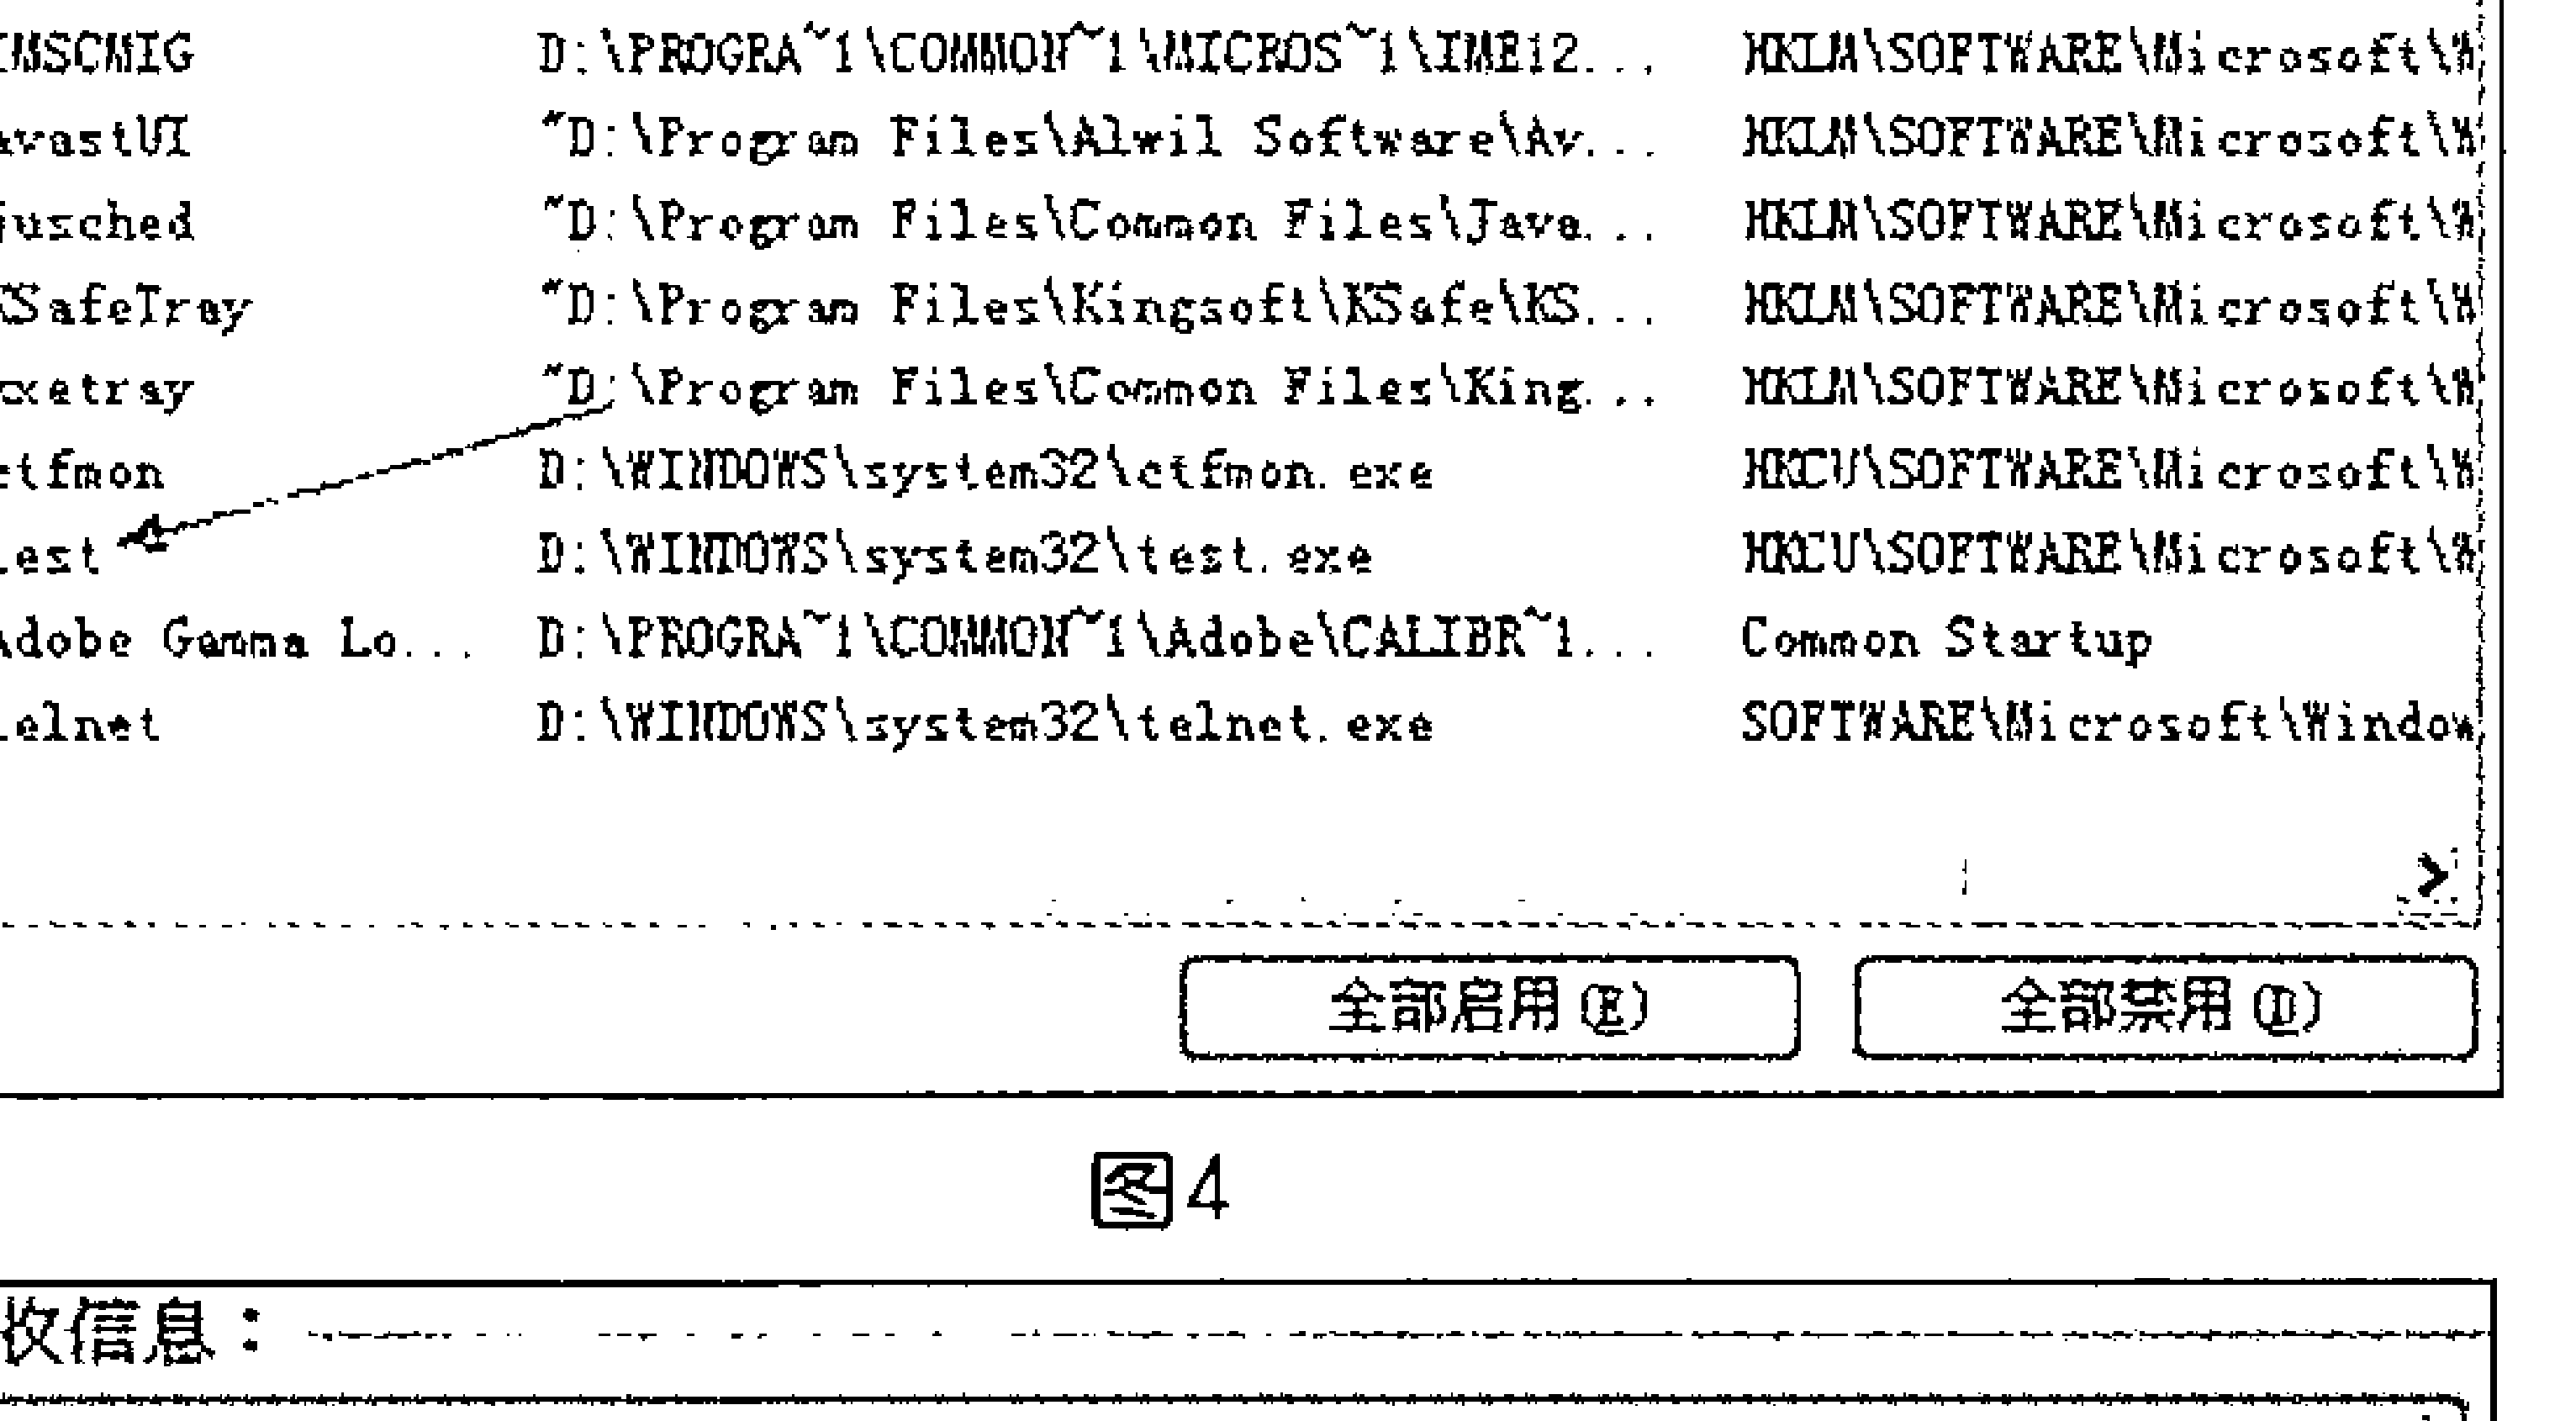 IMSCMIG D:\PROGRA~1\COMMON~1\MICROS~1\IME12... HKLM\SOFTWARE\Microsoft\W
avastUI "D:\Program Files\Alwil Software\Av... HKLM\SOFTWARE\Microsoft\W
jusched "D:\Program Files\Common Files\Java... HKLM\SOFTWARE\Microsoft\W
KSafeTray "D:\Program Files\Kingsoft\KSafe\KS... HKLM\SOFTWARE\Microsoft\W
kxetray "D:\Program Files\Common Files\King... HKLM\SOFTWARE\Microsoft\W
ctfmon D:\WINDOWS\system32\ctfmon.exe HKCU\SOFTWARE\Microsoft\W
test D:\WINDOWS\system32\test.exe HKCU\SOFTWARE\Microsoft\W
Adobe Gamma Lo... D:\PROGRA~1\COMMON~1\Adobe\CALIBR~1... Common Startup
telnet D:\WINDOWS\system32\telnet.exe SOFTWARE\Microsoft\Window
全部启用(E) 全部禁用(D)
图4
收信息：